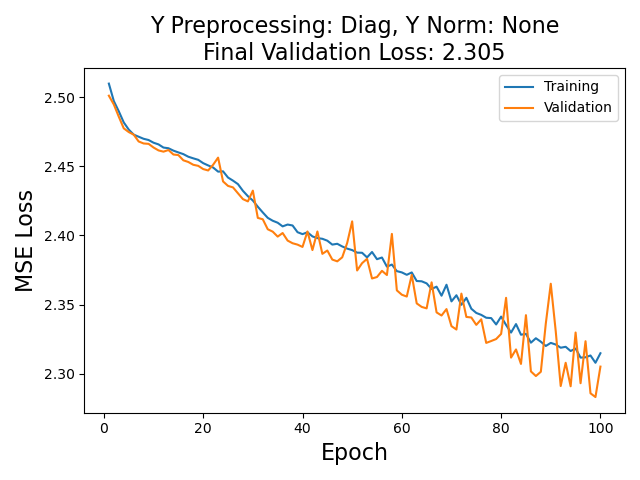 Y Preprocessing: Diag, Y Norm: None
Final Validation Loss: 2.305
Training
Validation
MSE Loss
2.50
2.45
2.40
2.35
2.30
0 20 40 60 80 100
Epoch